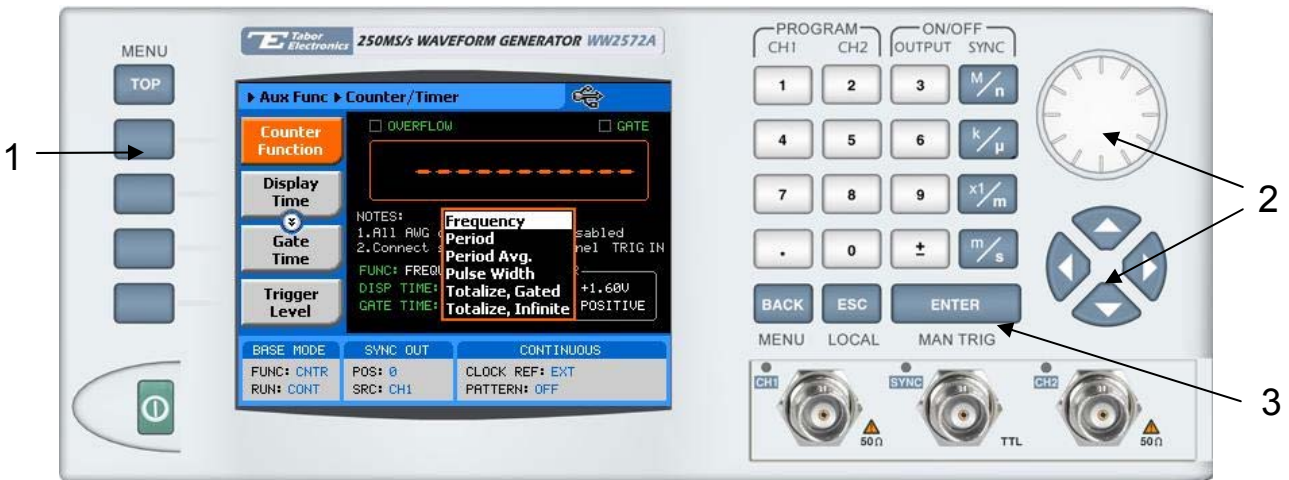 MENU
TOP
1
Tabor Electronics 250MS/s WAVEFORM GENERATOR WW2572A
Aux Func Counter/Timer
Counter Function
Display Time
Gate Time
Trigger Level
OVERFLOW GATE
NOTES:
1.All AWG
sabled
2.Connect
nel TRIG IN
FUNC: FREQU
DISP TIME: +1.60V
GATE TIME: POSITIVE
Frequency
Period
Period Avg.
Pulse Width
Totalize, Gated
Totalize, Infinite
BASE MODE
FUNC: CNTR
RUN: CONT
SYNC OUT
POS: 0
SRC: CH1
CONTINUOUS
CLOCK REF: EXT
PATTERN: OFF
PROGRAM ON/OFF
CH1 CH2 OUTPUT SYNC
1 2 3 M/n
4 5 6 k/μ
7 8 9 x1/m
. 0 ± m/s
BACK ESC ENTER
MENU LOCAL MAN TRIG
CH1 SYNC CH2
50Ω TTL 50Ω
2
3